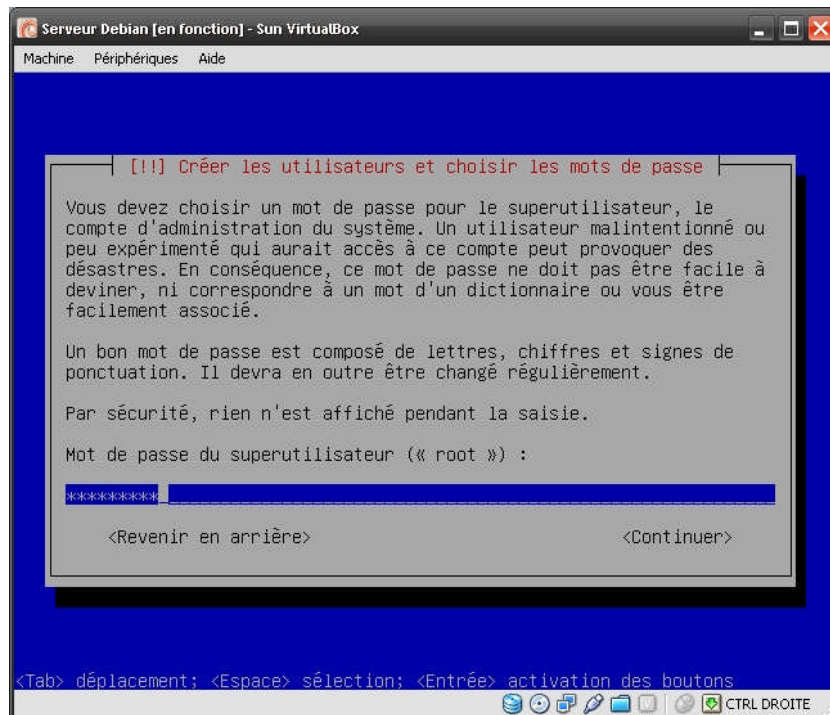 Serveur Debian [en fonction] - Sun VirtualBox
Machine Périphériques Aide
[!!] Créer les utilisateurs et choisir les mots de passe
Vous devez choisir un mot de passe pour le superutilisateur, le
compte d'administration du système. Un utilisateur malintentionné ou
peu expérimenté qui aurait accès à ce compte peut provoquer des
désastres. En conséquence, ce mot de passe ne doit pas être facile à
deviner, ni correspondre à un mot d'un dictionnaire ou vous être
facilement associé.
Un bon mot de passe est composé de lettres, chiffres et signes de
ponctuation. Il devra en outre être changé régulièrement.
Par sécurité, rien n'est affiché pendant la saisie.
Mot de passe du superutilisateur (« root ») :
*********
<Revenir en arrière> <Continuer>
<Tab> déplacement; <Espace> sélection; <Entrée> activation des boutons
CTRL DROITE